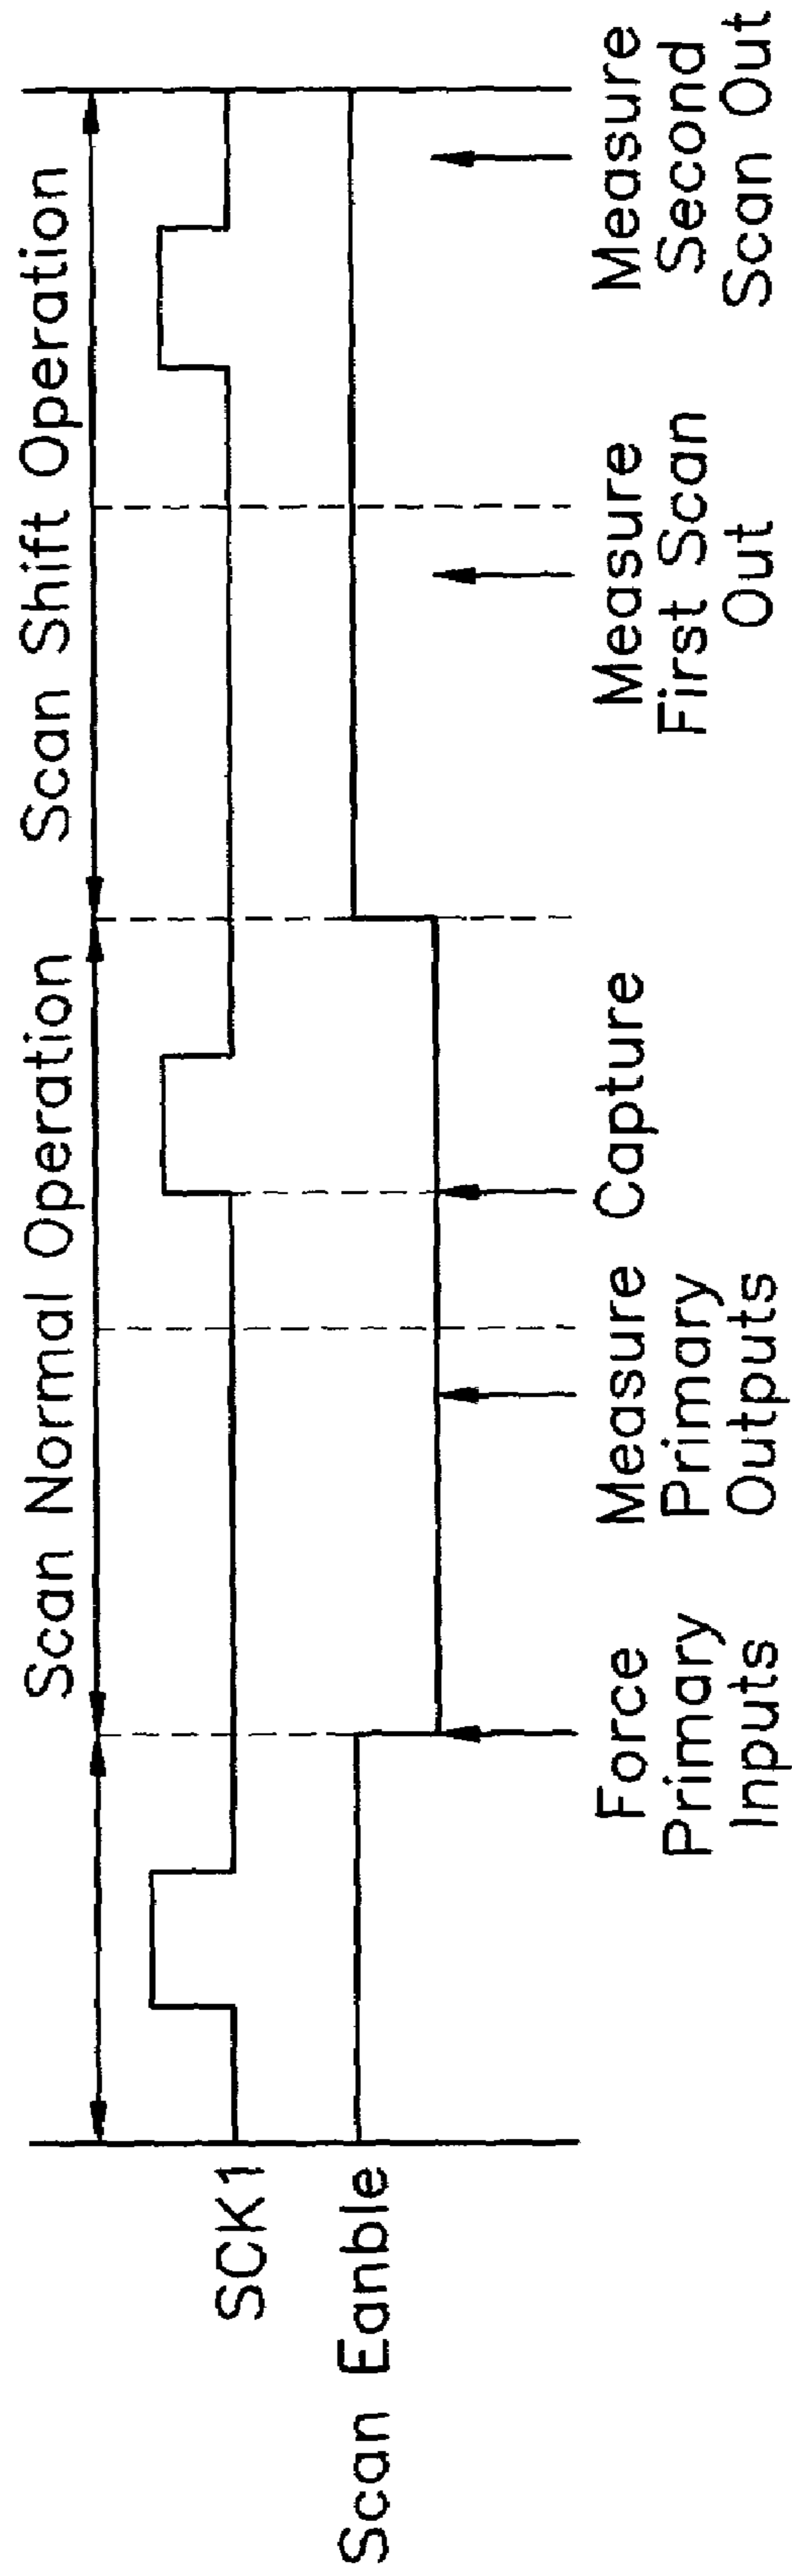 Scan Normal Operation
Scan Shift Operation
SCK1
Scan Eanble
Force
Primary
Inputs
Measure
Primary
Outputs
Capture
Measure
First Scan
Out
Measure
Second
Scan Out